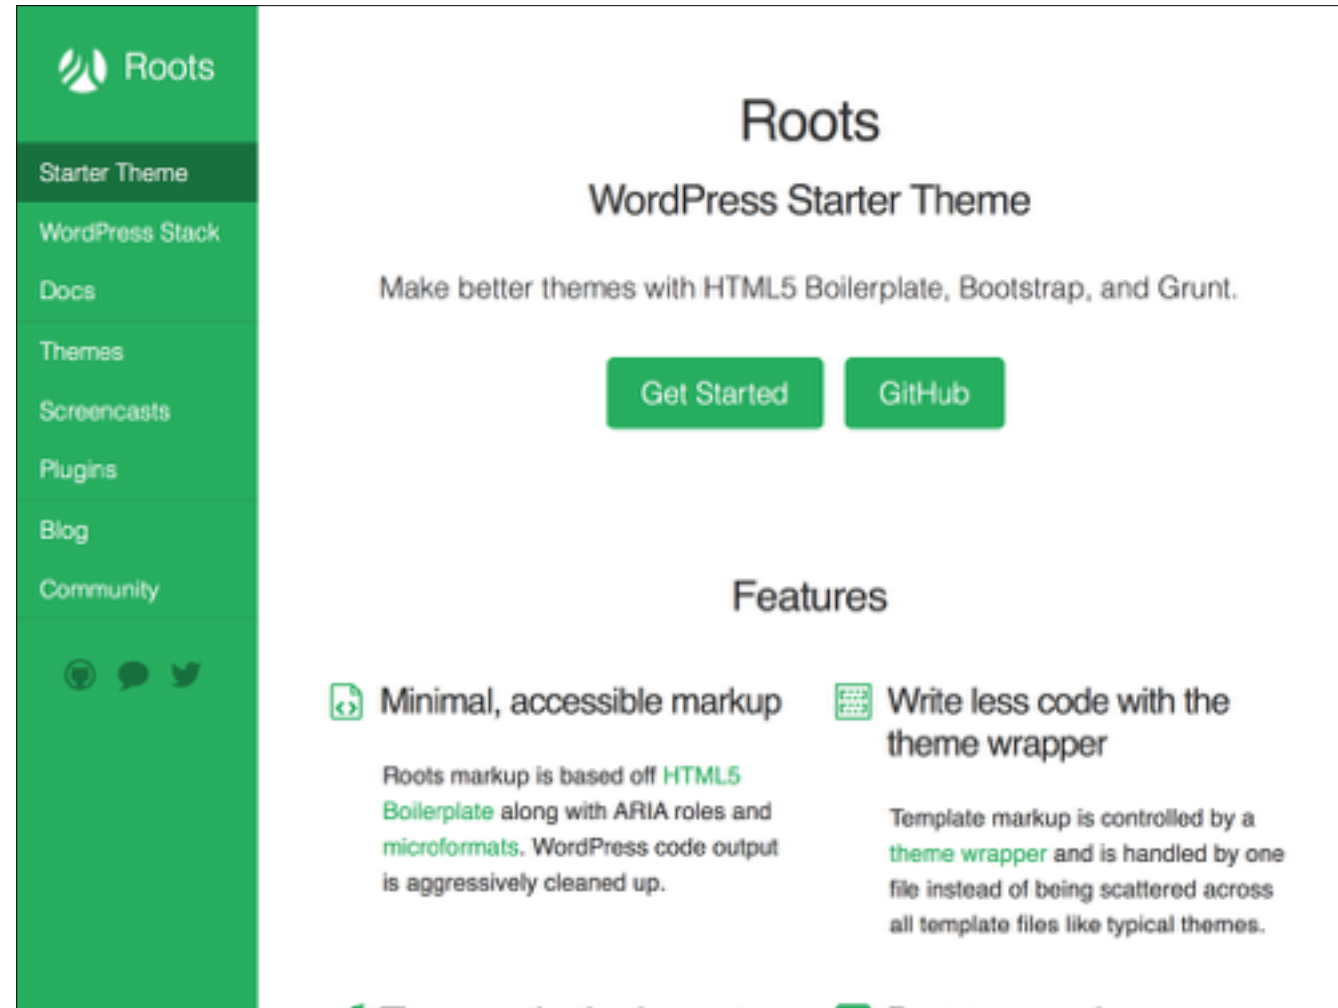 Roots
Starter Theme
WordPress Stack
Docs
Themes
Screencasts
Plugins
Blog
Community
Roots
WordPress Starter Theme
Make better themes with HTML5 Boilerplate, Bootstrap, and Grunt.
Get Started
GitHub
Features
Minimal, accessible markup
Roots markup is based off HTML5
Boilerplate along with ARIA roles and
microformats. WordPress code output
is aggressively cleaned up.
Write less code with the
theme wrapper
Template markup is controlled by a
theme wrapper and is handled by one
file instead of being scattered across
all template files like typical themes.